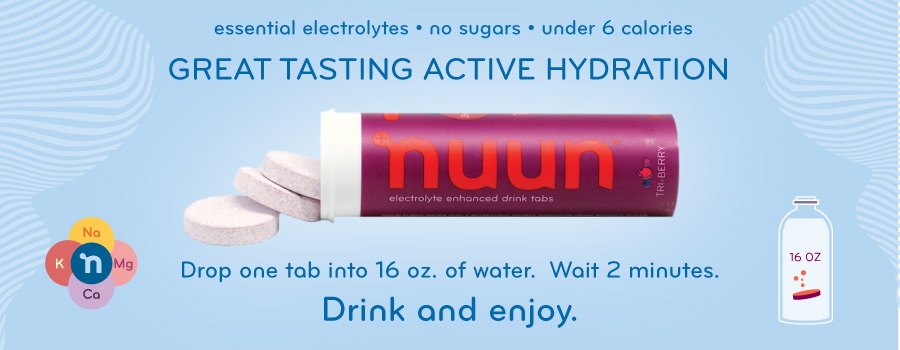 essential electrolytes • no sugars • under 6 calories
GREAT TASTING ACTIVE HYDRATION
nuun
electrolyte enhanced drink tabs
TRI-BERRY
Na
K
n
Mg
Ca
16 OZ
Drop one tab into 16 oz. of water. Wait 2 minutes.
Drink and enjoy.